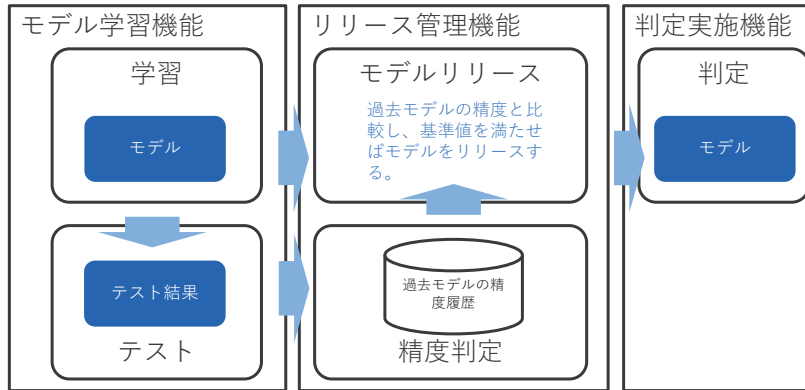 モデル学習機能
学習
モデル
テスト結果
テスト
リリース管理機能
モデルリリース
過去モデルの精度と比
較し、基準値を満たせ
ばモデルをリリースす
る。
過去モデルの精
度履歴
精度判定
判定実施機能
判定
モデル